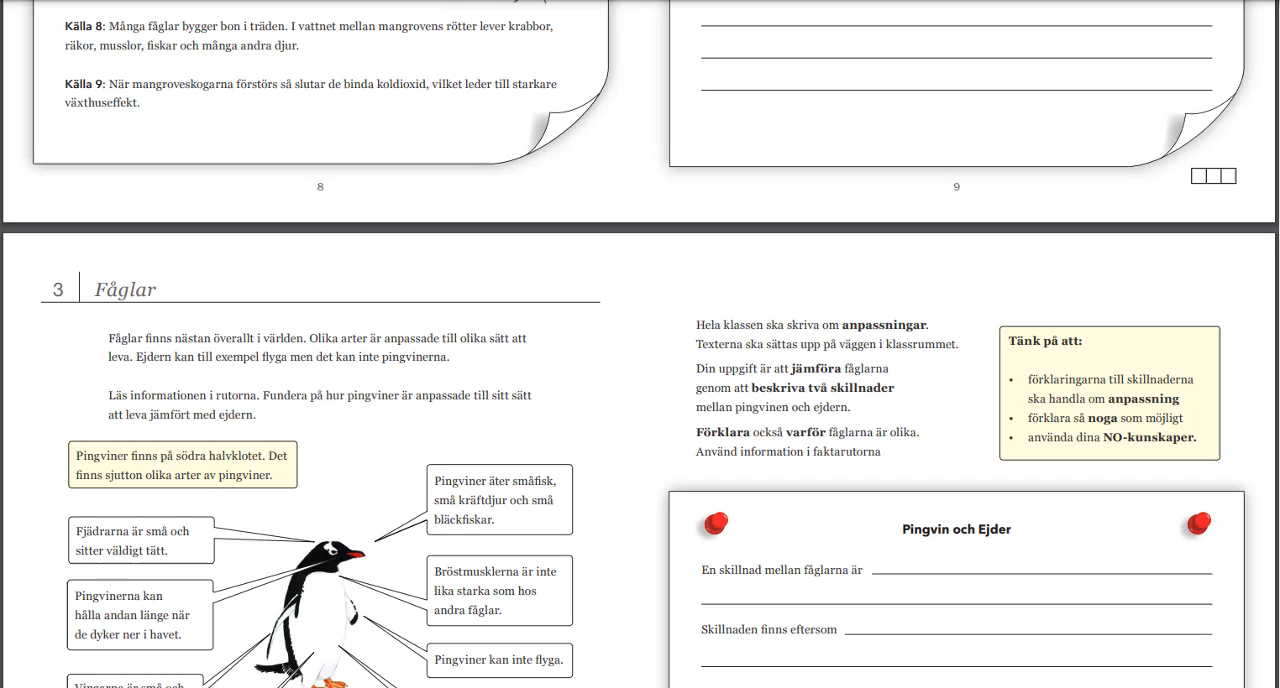 Källa 8: Många fåglar bygger bon i träden. I vattnet mellan mangrovens rötter lever krabbor,
räkor, musslor, fiskar och många andra djur.
Källa 9: När mangroveskogarna förstörs så slutar de binda koldioxid, vilket leder till starkare
växthuseffekt.
8
9
3 Fåglar
Fåglar finns nästan överallt i världen. Olika arter är anpassade till olika sätt att
leva. Ejdern kan till exempel flyga men det kan inte pingvinerna.
Läs informationen i rutorna. Fundera på hur pingviner är anpassade till sitt sätt
att leva jämfört med ejdern.
Pingviner finns på södra halvklotet. Det
finns sjutton olika arter av pingviner.
Fjädrarna är små och
sitter väldigt tätt.
Pingvinerna kan
hålla andan länge när
de dyker ner i havet.
Vingarna är små och
Pingviner äter småfisk,
små kräftdjur och små
bläckfiskar.
Bröstmusklerna är inte
lika starka som hos
andra fåglar.
Pingviner kan inte flyga.
Hela klassen ska skriva om anpassningar.
Texterna ska sättas upp på väggen i klassrummet.
Din uppgift är att jämföra fåglarna
genom att beskriva två skillnader
mellan pingvinen och ejdern.
Förklara också varför fåglarna är olika.
Använd information i faktarutorna
Tänk på att:
• förklaringarna till skillnaderna
ska handla om anpassning
• förklara så noga som möjligt
• använda dina NO-kunskaper.
Pingvin och Ejder
En skillnad mellan fåglarna är
Skillnaden finns eftersom